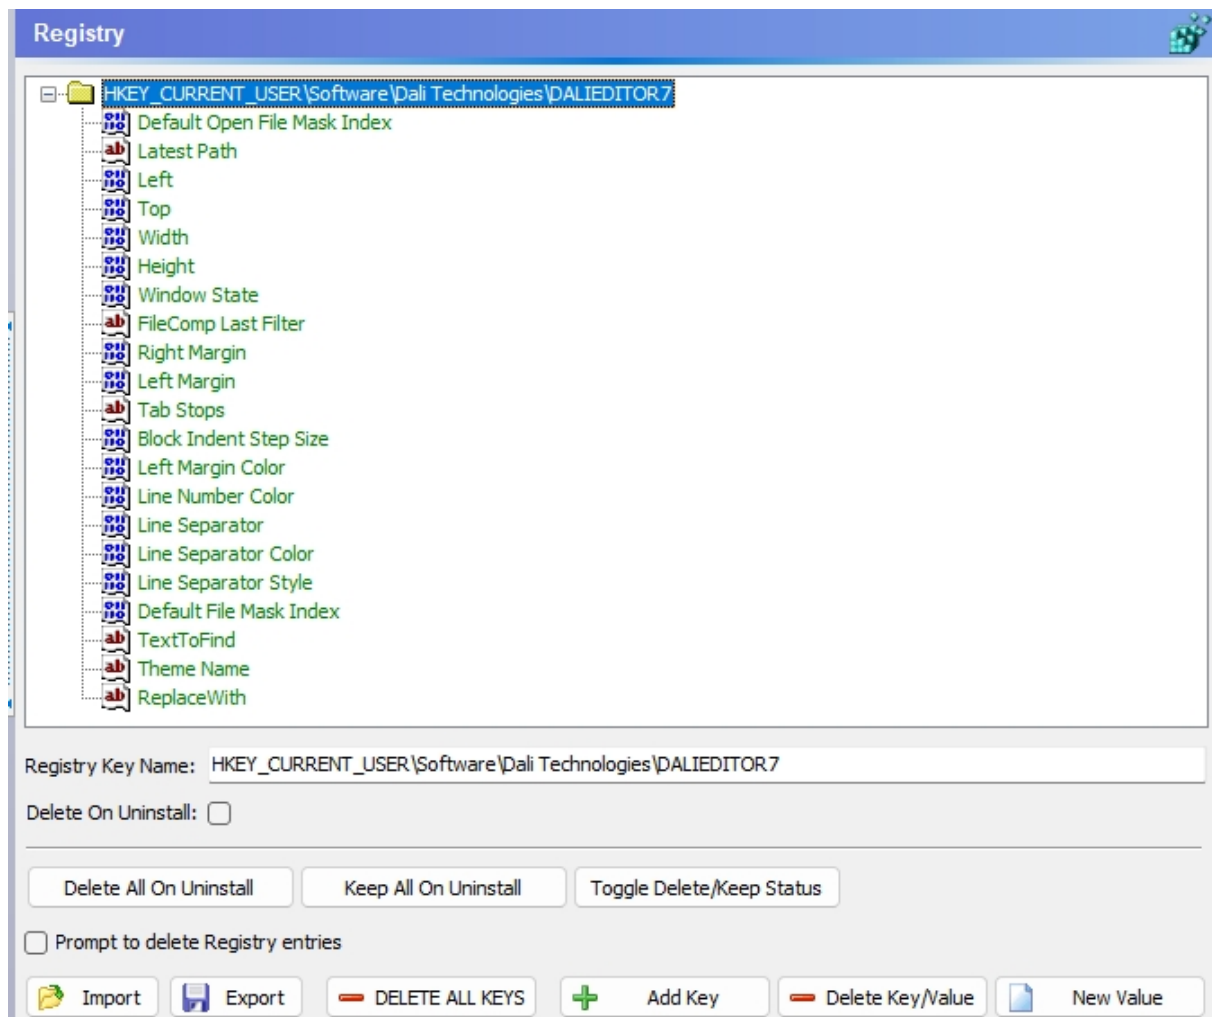 Registry
HKEY_CURRENT_USER\Software\Dali Technologies\DALIEDITOR7
Default Open File Mask Index
Latest Path
Left
Top
Width
Height
Window State
FileComp Last Filter
Right Margin
Left Margin
Tab Stops
Block Indent Step Size
Left Margin Color
Line Number Color
Line Separator
Line Separator Color
Line Separator Style
Default File Mask Index
TextToFind
Theme Name
ReplaceWith
Registry Key Name: HKEY_CURRENT_USER\Software\Dali Technologies\DALIEDITOR7
Delete On Uninstall:
Delete All On Uninstall Keep All On Uninstall Toggle Delete/Keep Status
Prompt to delete Registry entries
Import Export DELETE ALL KEYS Add Key Delete Key/Value New Value